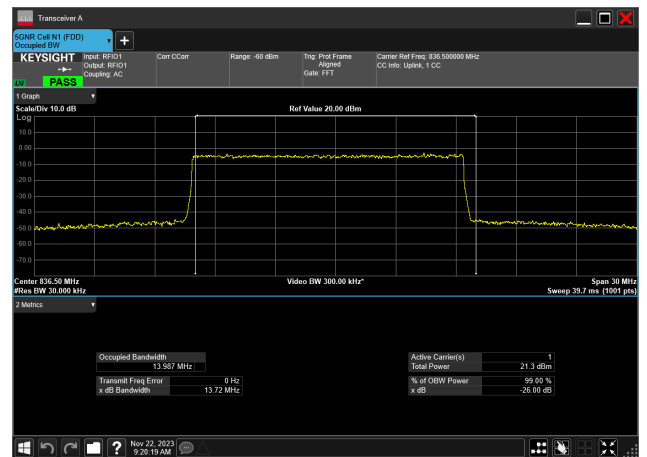 Transceiver A
5GNR Cell N1 (FDD)
Occupied BW
KEYSIGHT
LXI
PASS
Input: RFIO1
Output: RFIO1
Coupling: AC
Corr CCorr
Range: -60 dBm
Trig: Prot Frame
Aligned
Gate: FFT
Carrier Ref Freq: 836.500000 MHz
CC Info: Uplink, 1 CC
1 Graph
Scale/Div 10.0 dB
Ref Value 20.00 dBm
Log
10.0
0.00
-10.0
-20.0
-30.0
-40.0
-50.0
-60.0
-70.0
Center 836.50 MHz
Video BW 300.00 kHz*
Span 30 MHz
#Res BW 30.000 kHz
Sweep 39.7 ms (1001 pts)
2 Metrics
Occupied Bandwidth
13.987 MHz
Active Carrier(s) 1
Total Power 21.3 dBm
Transmit Freq Error 0 Hz
x dB Bandwidth 13.72 MHz
% of OBW Power 99.00 %
x dB -26.00 dB
Nov 22, 2023
9:20:19 AM